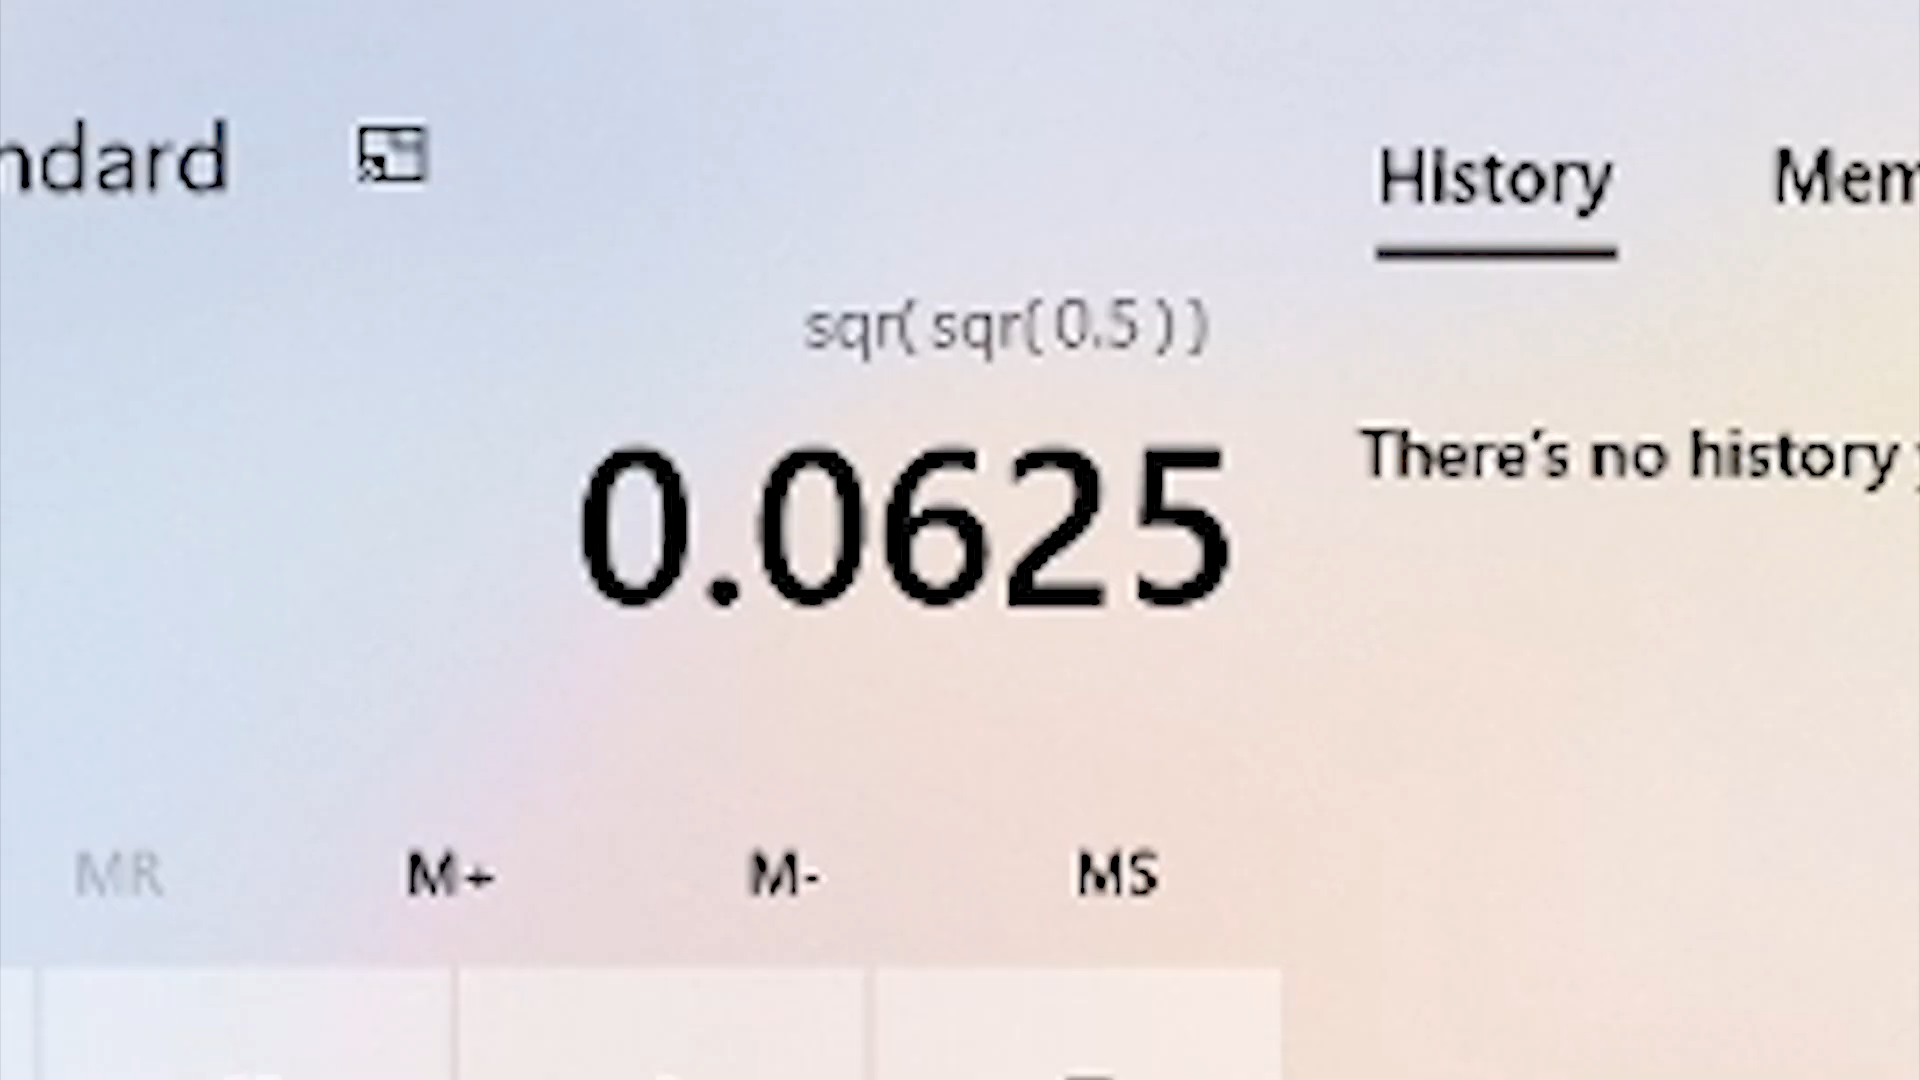 ndard
History Mem
sqr( sqr( 0.5 ) )
0.0625
There's no history
MR M+ M- MS